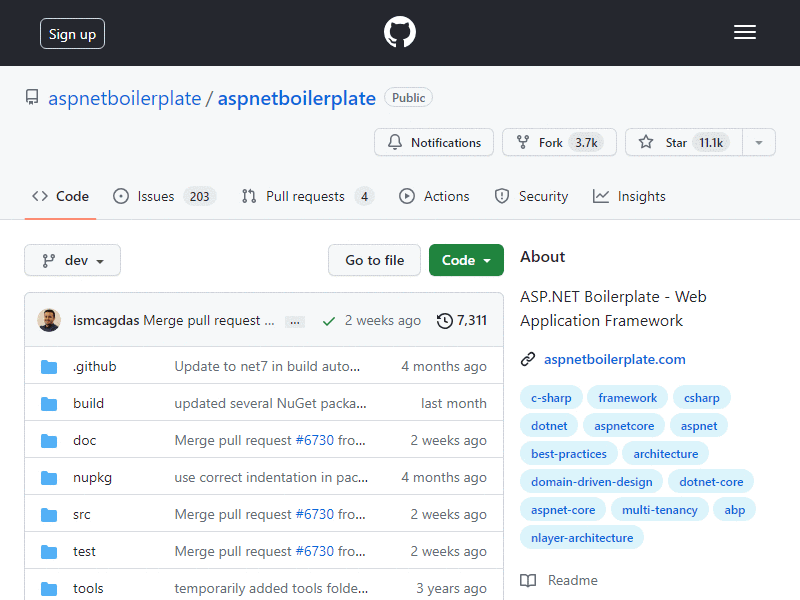 Sign up
aspnetboilerplate / aspnetboilerplate Public
Notifications Fork 3.7k Star 11.1k
Code Issues 203 Pull requests 4 Actions Security Insights
dev Go to file Code
ismcagdas Merge pull request ... ... 2 weeks ago 7,311
.github Update to net7 in build auto... 4 months ago
build updated several NuGet packa... last month
doc Merge pull request #6730 fro... 2 weeks ago
nupkg use correct indentation in pac... 4 months ago
src Merge pull request #6730 fro... 2 weeks ago
test Merge pull request #6730 fro... 2 weeks ago
tools temporarily added tools folde... 3 years ago
About
ASP.NET Boilerplate - Web
Application Framework
aspnetboilerplate.com
c-sharp framework csharp
dotnet aspnetcore aspnet
best-practices architecture
domain-driven-design dotnet-core
aspnet-core multi-tenancy abp
nlayer-architecture
Readme